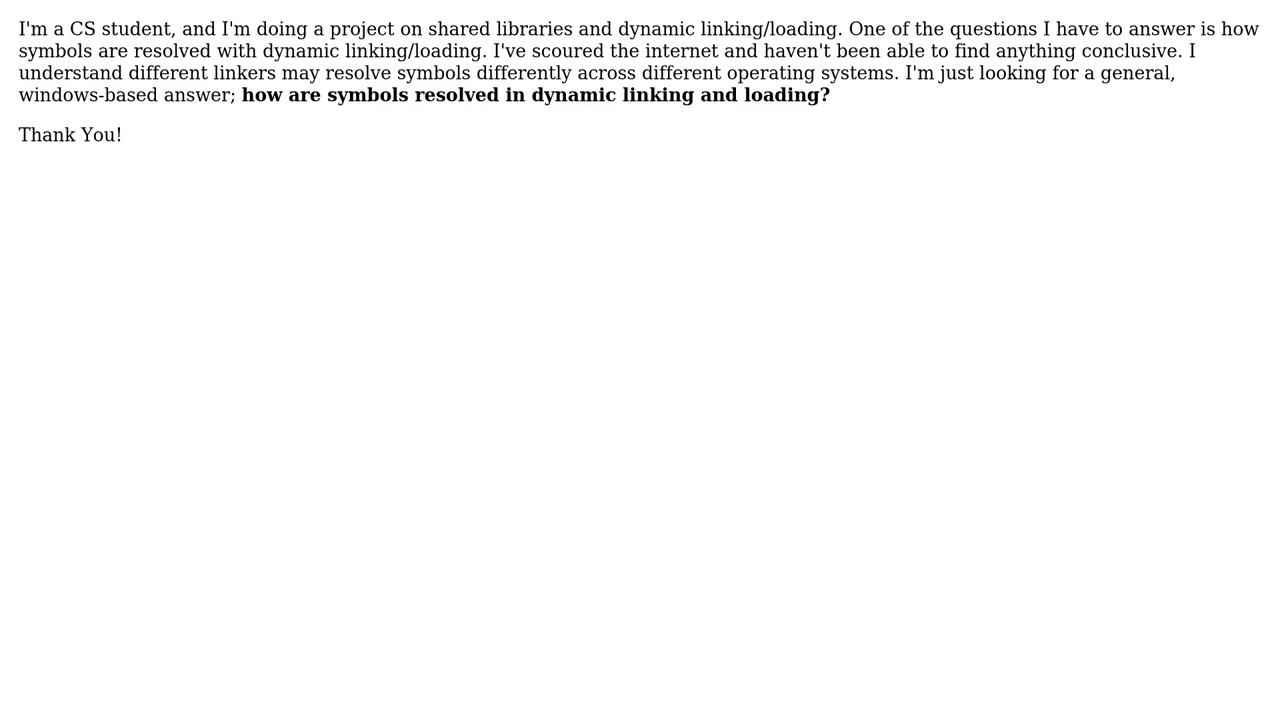 I'm a CS student, and I'm doing a project on shared libraries and dynamic linking/loading. One of the questions I have to answer is how
symbols are resolved with dynamic linking/loading. I've scoured the internet and haven't been able to find anything conclusive. I
understand different linkers may resolve symbols differently across different operating systems. I'm just looking for a general,
windows-based answer; how are symbols resolved in dynamic linking and loading?
Thank You!